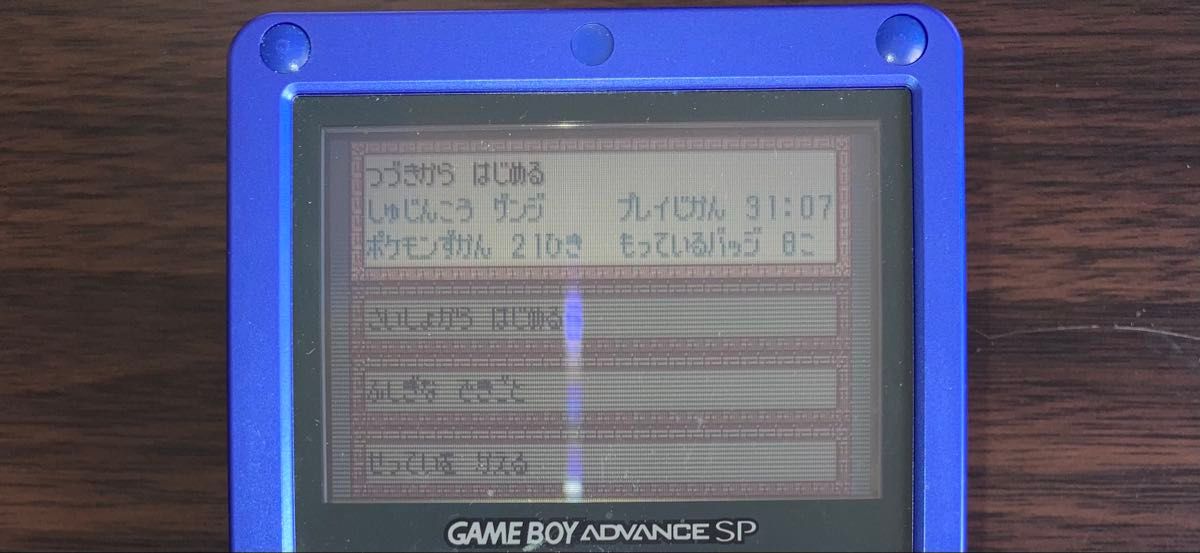 つづきから はじめる
しゅじんこう ゲンジ プレイじかん 31:07
ポケモンずかん 21ひき もっているバッジ 8こ
さいしょから はじめる
ふしぎな できごと
せっていを かえる
GAME BOY ADVANCE SP